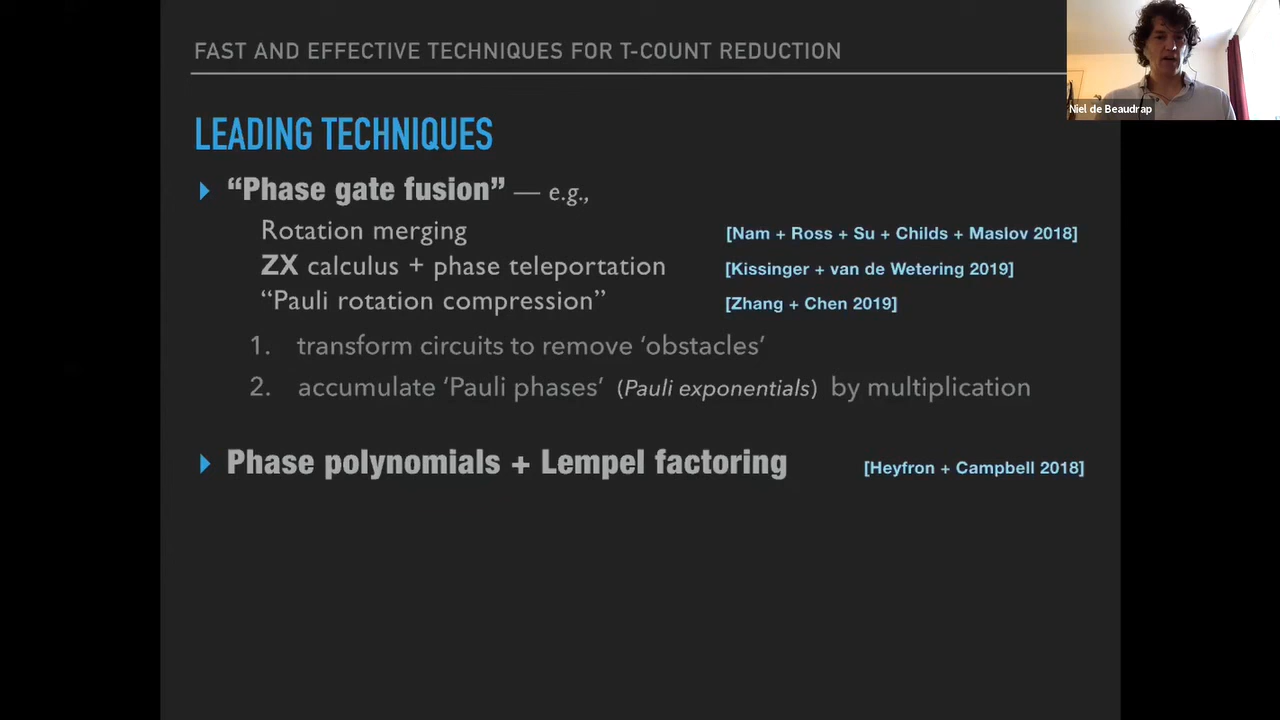 FAST AND EFFECTIVE TECHNIQUES FOR T-COUNT REDUCTION
Niel de Beaudrap
LEADING TECHNIQUES
“Phase gate fusion” — e.g.,
Rotation merging [Nam + Ross + Su + Childs + Maslov 2018]
ZX calculus + phase teleportation [Kissinger + van de Wetering 2019]
“Pauli rotation compression” [Zhang + Chen 2019]
1. transform circuits to remove ‘obstacles’
2. accumulate ‘Pauli phases’ (Pauli exponentials) by multiplication
Phase polynomials + Lempel factoring [Heyfron + Campbell 2018]